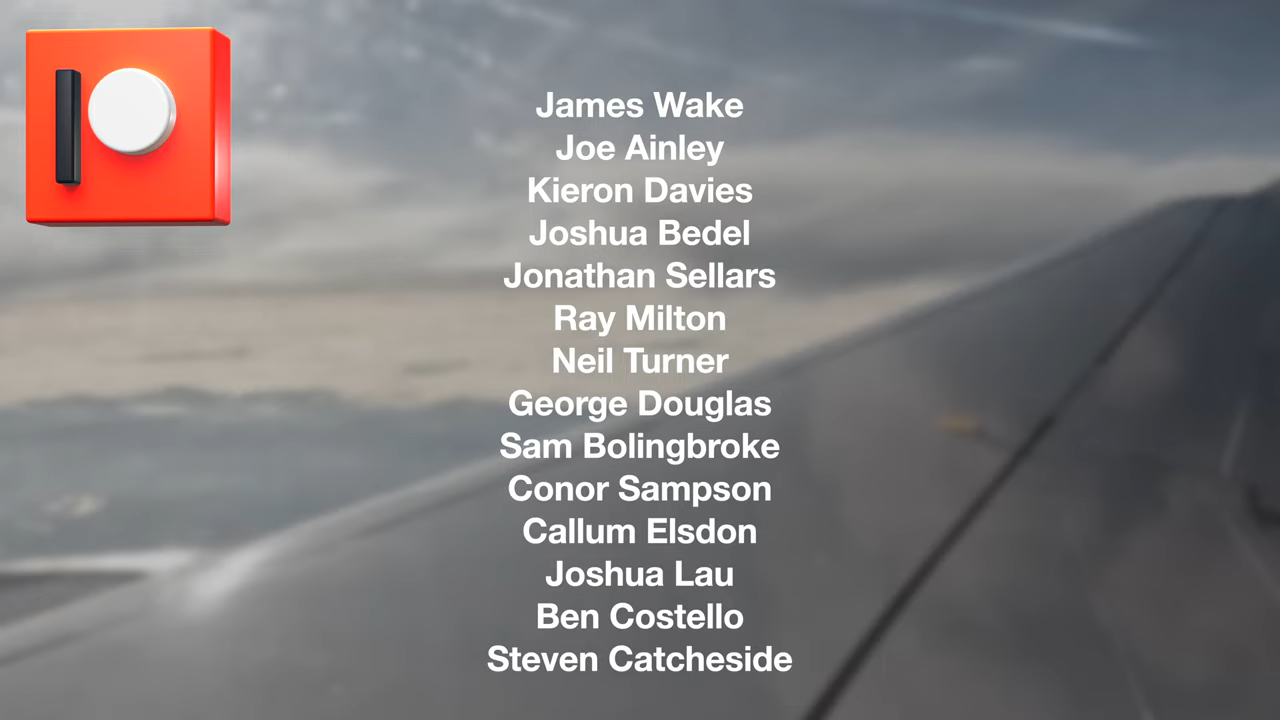 James Wake
Joe Ainley
Kieron Davies
Joshua Bedel
Jonathan Sellars
Ray Milton
Neil Turner
George Douglas
Sam Bolingbroke
Conor Sampson
Callum Elsdon
Joshua Lau
Ben Costello
Steven Catcheside